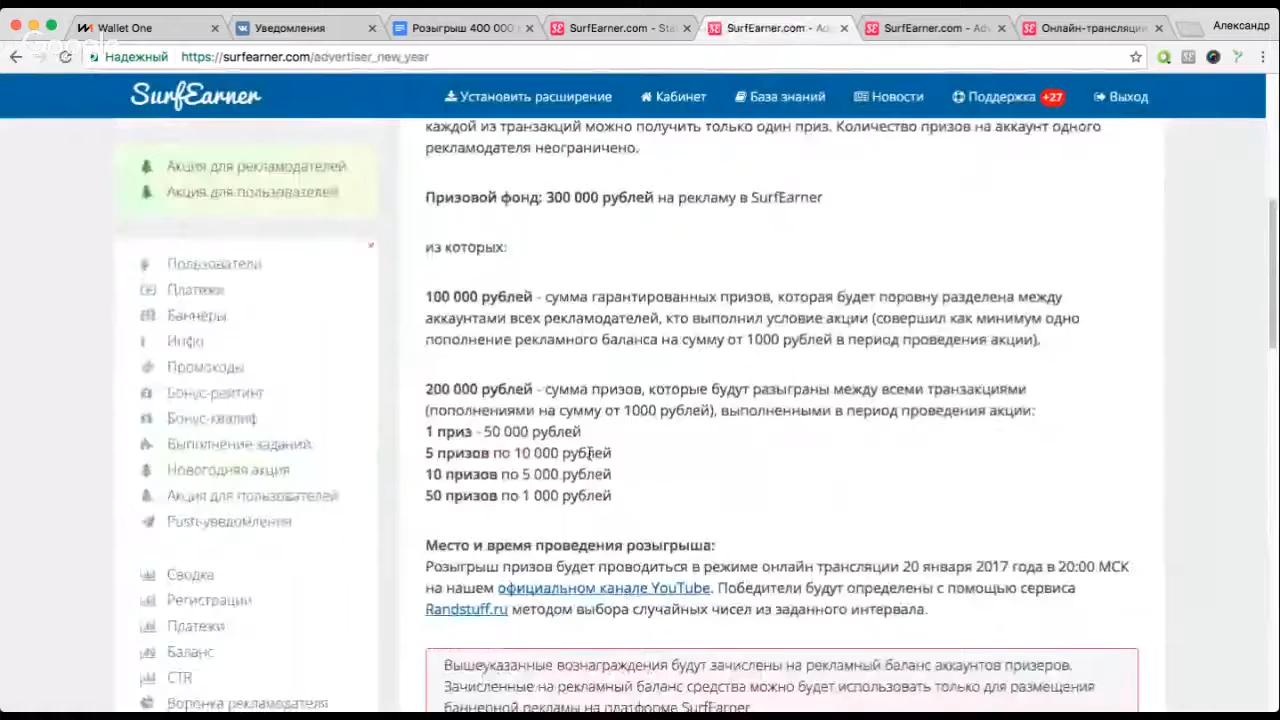 Wallet One
Уведомления
Розыгрыш 400 000
SurfEarner.com - Sta
SurfEarner.com - Ad
SurfEarner.com - Adv
Онлайн-трансляци
Александр
Google
Надежный
https://surfearner.com/advertiser_new_year
SurfEarner
Установить расширение
Кабинет
База знаний
Новости
Поддержка +27
Выход
Акция для рекламодателей
Акция для пользователей
Пользователи
Платежи
Баннеры
Инфо
Промокоды
Бонус-рейтинг
Бонус-квалиф
Выполнение заданий
Новогодняя акция
Акция для пользователей
Push-уведомления
Сводка
Регистрации
Платежи
Баланс
CTR
Воронка рекламодателя
каждой из транзакций можно получить только один приз. Количество призов на аккаунт одного
рекламодателя неограничено.
Призовой фонд: 300 000 рублей на рекламу в SurfEarner
из которых:
100 000 рублей - сумма гарантированных призов, которая будет поровну разделена между
аккаунтами всех рекламодателей, кто выполнил условие акции (совершил как минимум одно
пополнение рекламного баланса на сумму от 1000 рублей в период проведения акции).
200 000 рублей - сумма призов, которые будут разыграны между всеми транзакциями
(пополнениями на сумму от 1000 рублей), выполненными в период проведения акции:
1 приз - 50 000 рублей
5 призов по 10 000 рублей
10 призов по 5 000 рублей
50 призов по 1 000 рублей
Место и время проведения розыгрыша:
Розыгрыш призов будет проводиться в режиме онлайн трансляции 20 января 2017 года в 20:00 МСК
на нашем официальном канале YouTube. Победители будут определены с помощью сервиса
Randstuff.ru методом выбора случайных чисел из заданного интервала.
Вышеуказанные вознаграждения будут зачислены на рекламный баланс аккаунтов призеров.
Зачисленные на рекламный баланс средства можно будет использовать только для размещения
баннерной рекламы на платформе SurfEarner